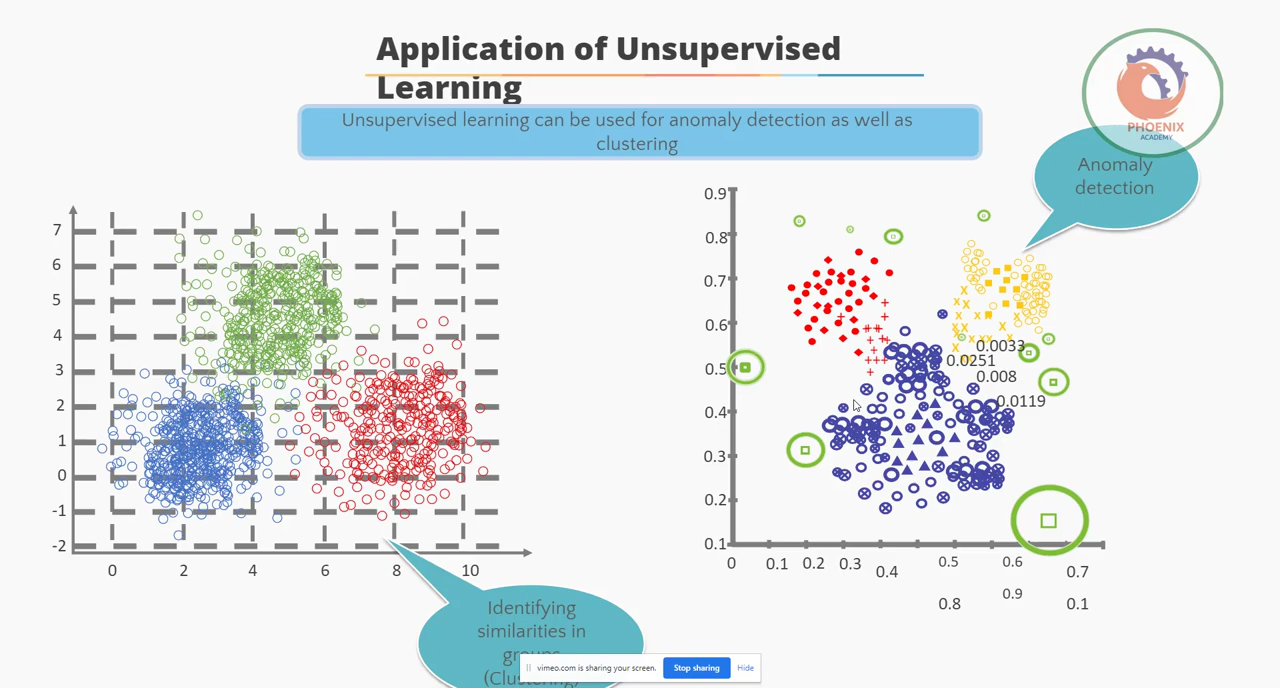 Application of Unsupervised
Learning
Unsupervised learning can be used for anomaly detection as well as
clustering
PHOENIX
ACADEMY
Anomaly
detection
7
6
5
4
3
2
1
0
-1
-2
0 2 4 6 8 10
Identifying
similarities in
groups
(Clustering)
0.9
0.8
0.7
0.6
0.5
0.4
0.3
0.2
0.1
0.0033
0.0251
0.008
0.0119
0 0.1 0.2 0.3 0.4 0.5 0.6 0.7
0.8 0.9 0.1
vimeo.com is sharing your screen. Stop sharing Hide